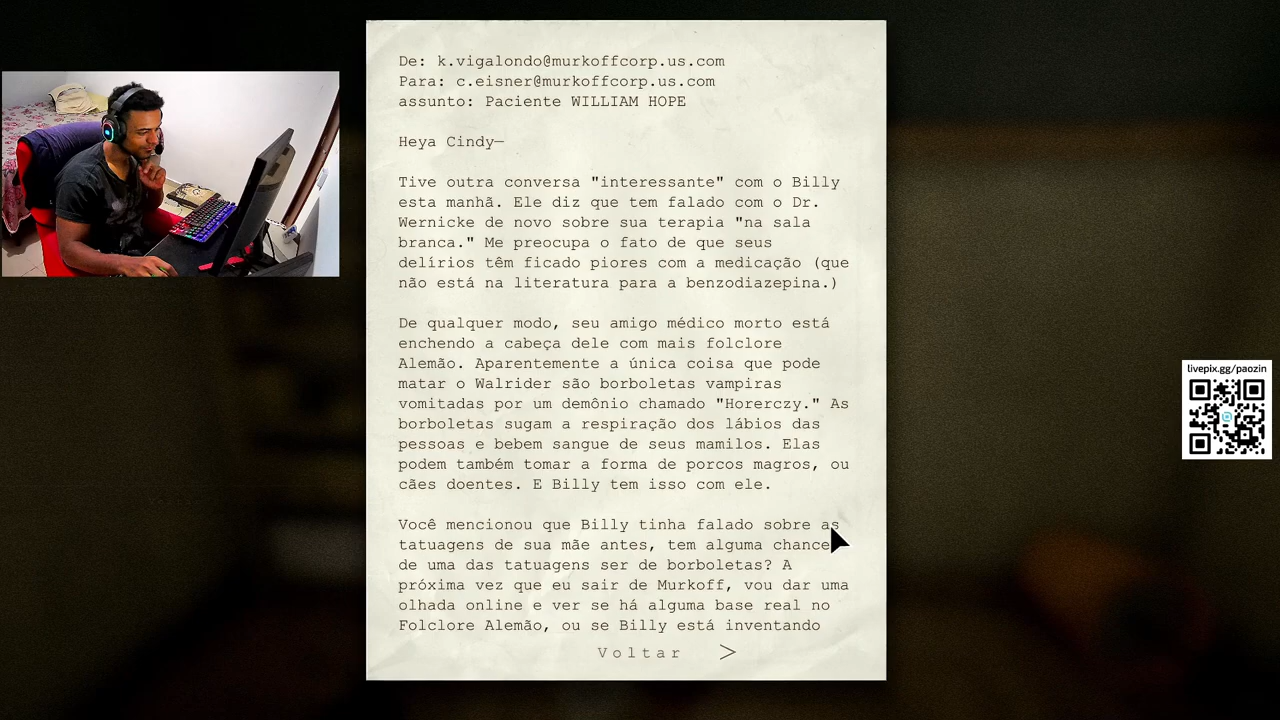 De: k.vigalondo@murkoffcorp.us.com
Para: c.eisner@murkoffcorp.us.com
assunto: Paciente WILLIAM HOPE
Heya Cindy—
Tive outra conversa "interessante" com o Billy
esta manhã. Ele diz que tem falado com o Dr.
Wernicke de novo sobre sua terapia "na sala
branca." Me preocupa o fato de que seus
delírios têm ficado piores com a medicação (que
não está na literatura para a benzodiazepina.)
De qualquer modo, seu amigo médico morto está
enchendo a cabeça dele com mais folclore
Alemão. Aparentemente a única coisa que pode
matar o Walrider são borboletas vampiras
vomitadas por um demônio chamado "Horerczy." As
borboletas sugam a respiração dos lábios das
pessoas e bebem sangue de seus mamilos. Elas
podem também tomar a forma de porcos magros, ou
cães doentes. E Billy tem isso com ele.
Você mencionou que Billy tinha falado sobre as
tatuagens de sua mãe antes, tem alguma chance
de uma das tatuagens ser de borboletas? A
próxima vez que eu sair de Murkoff, vou dar uma
olhada online e ver se há alguma base real no
Folclore Alemão, ou se Billy está inventando
Voltar >
livepix.gg/paozin